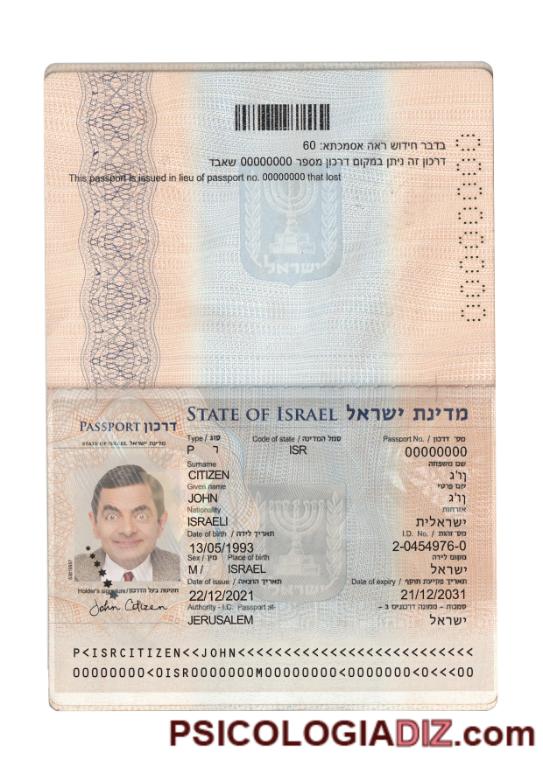 בדבר חידוש ראה אסמכתא: 60
דרכון זה ניתן במקום דרכון מספר 00000000 שאבד
This passport is issued in lieu of passport no. 00000000 that lost
00000000
ישראל
PASSPORT דרכון STATE OF ISRAEL מדינת ישראל
STATE OF ISRAEL מדינת ישראל
Type / סוג Code of state / סמל המדינה Passport No. / מס' דרכון
P ר ISR 00000000
Surname שם משפחה
CITIZEN ן'ג'ון
Given name שם פרטי
JOHN ג'ון
Nationality אזרחות
ISRAELI ישראלית
Date of birth / תאריך לידה I.D. No. / מס' זהות
13/05/1993 2-0454976-0
Sex / מין Place of birth מקום לידה
M / ISRAEL ישראל
Date of issue / תאריך הוצאה Date of expiry / תאריך פקיעת תוקף
22/12/2021 21/12/2031
Holder's signature / חתימת בעל הדרכון
Authority - I.C. Passport at-
John Citizen
JERUSALEM ישראל
P<ISRCITIZEN<<JOHN<<<<<<<<<<<<<<<<<<<<<<<<<<
00000000<0ISR0000000M00000000<0000000<0<<<00
PSICOLOGIADIZ.com